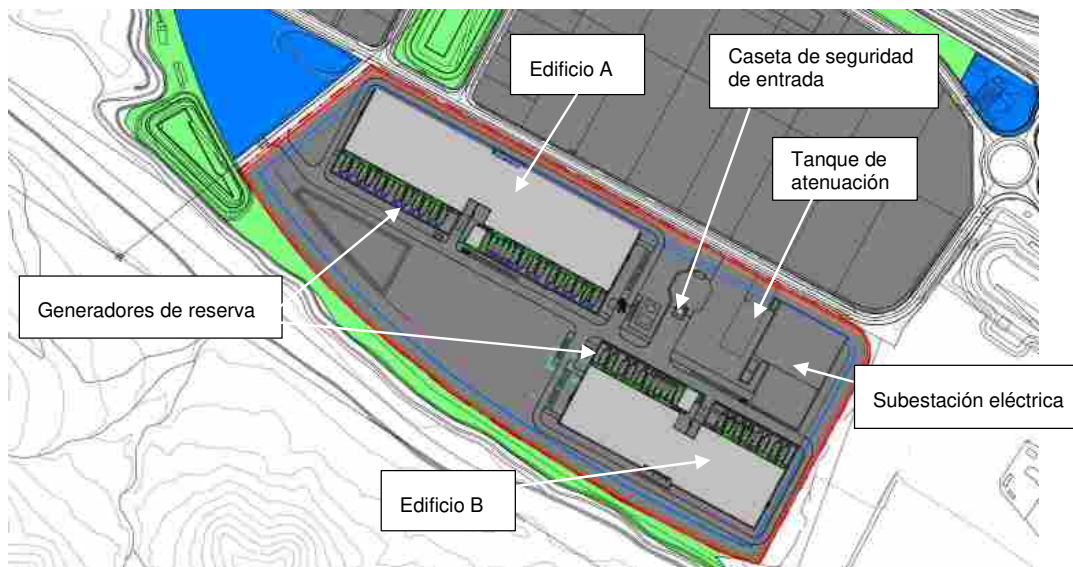 Edificio A
Caseta de seguridad
de entrada
Tanque de
atenuación
Generadores de reserva
Subestación eléctrica
Edificio B